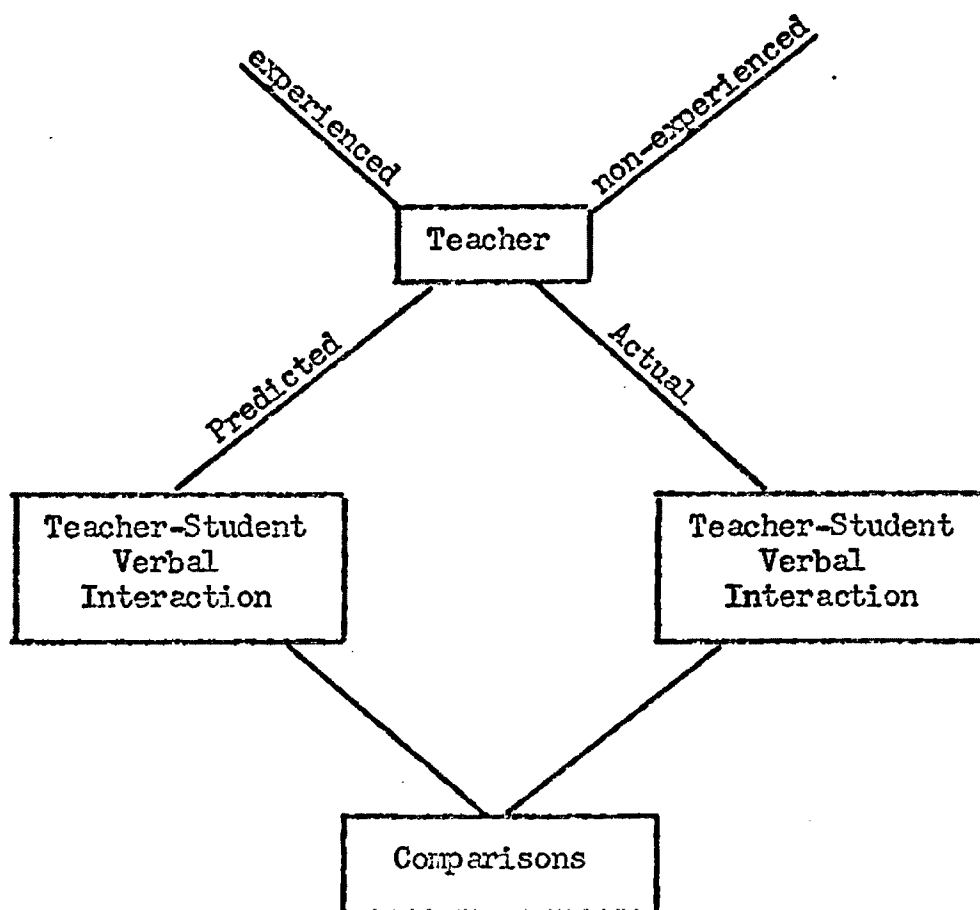 experienced
non-experienced
Teacher
Predicted
Actual
Teacher-Student
Verbal
Interaction
Teacher-Student
Verbal
Interaction
Comparisons